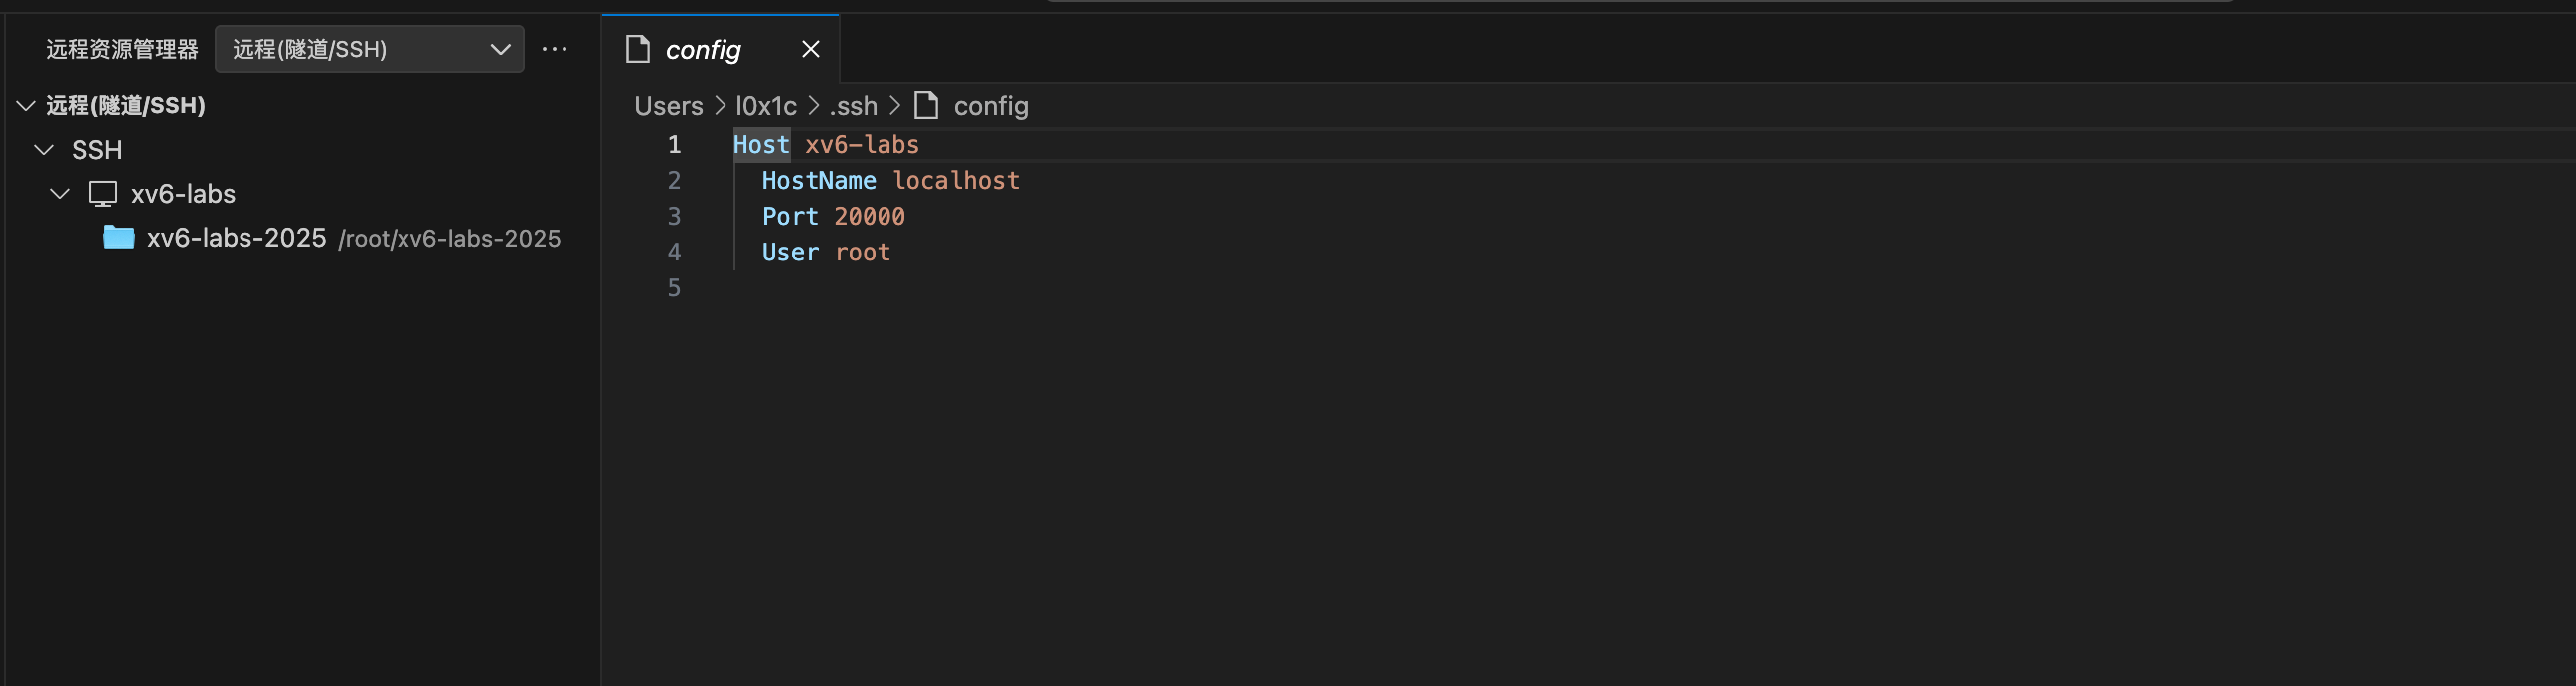 远程资源管理器 远程(隧道/SSH) ...
远程(隧道/SSH)
SSH
xv6-labs
xv6-labs-2025 /root/xv6-labs-2025
config
Users > l0x1c > .ssh > config
1 Host xv6-labs
2 HostName localhost
3 Port 20000
4 User root
5